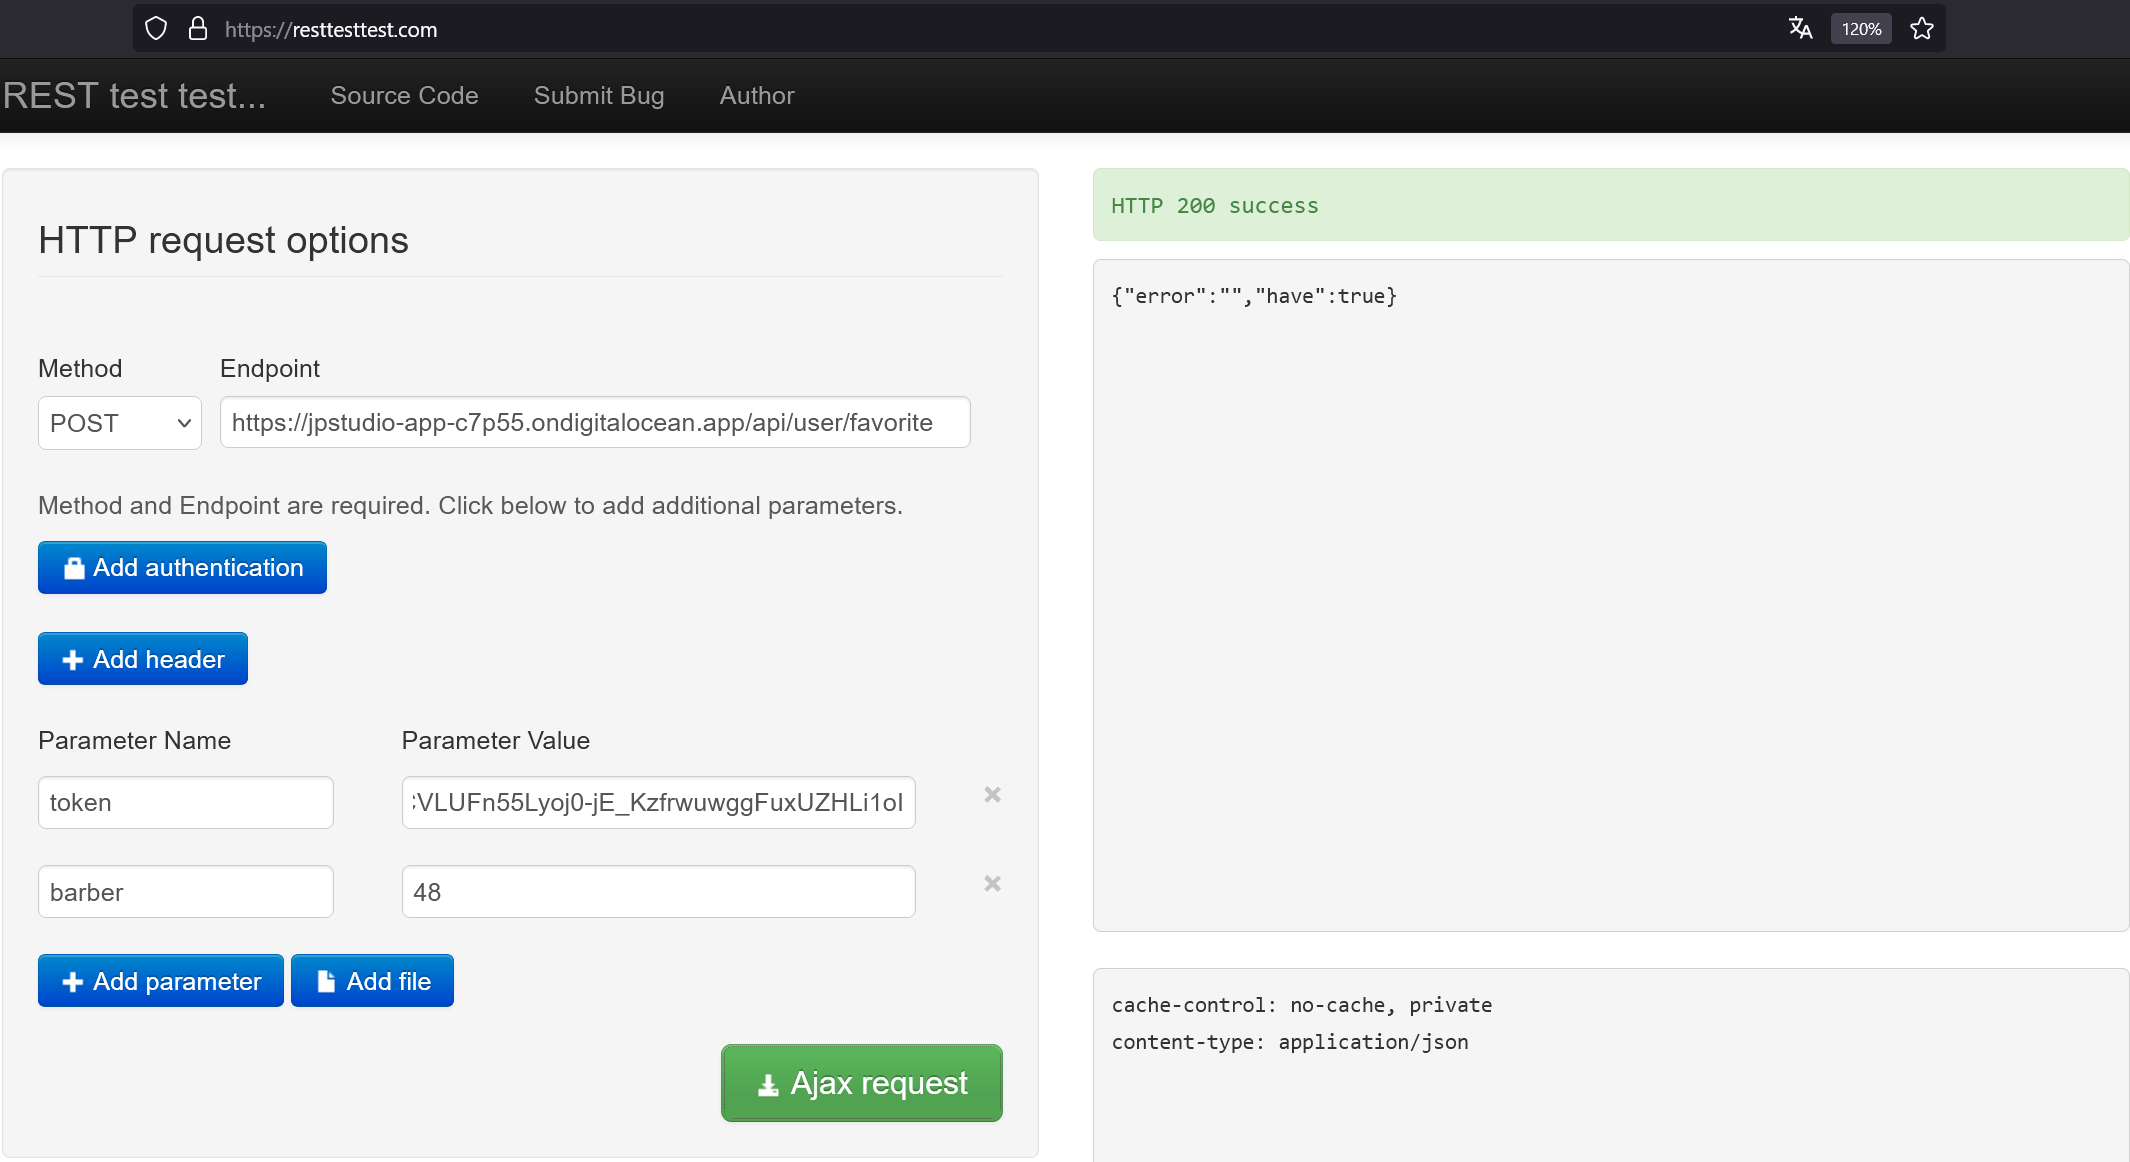 https://resttesttest.com
120%
REST test test... Source Code Submit Bug Author
HTTP request options
Method Endpoint
POST https://jpstudio-app-c7p55.ondigitalocean.app/api/user/favorite
Method and Endpoint are required. Click below to add additional parameters.
Add authentication
Add header
Parameter Name Parameter Value
token VLUFn55Lyoj0-jE_KzfrwuwggFuxUZHLi1oI
barber 48
Add parameter Add file
Ajax request
HTTP 200 success
{"error":"","have":true}
cache-control: no-cache, private
content-type: application/json